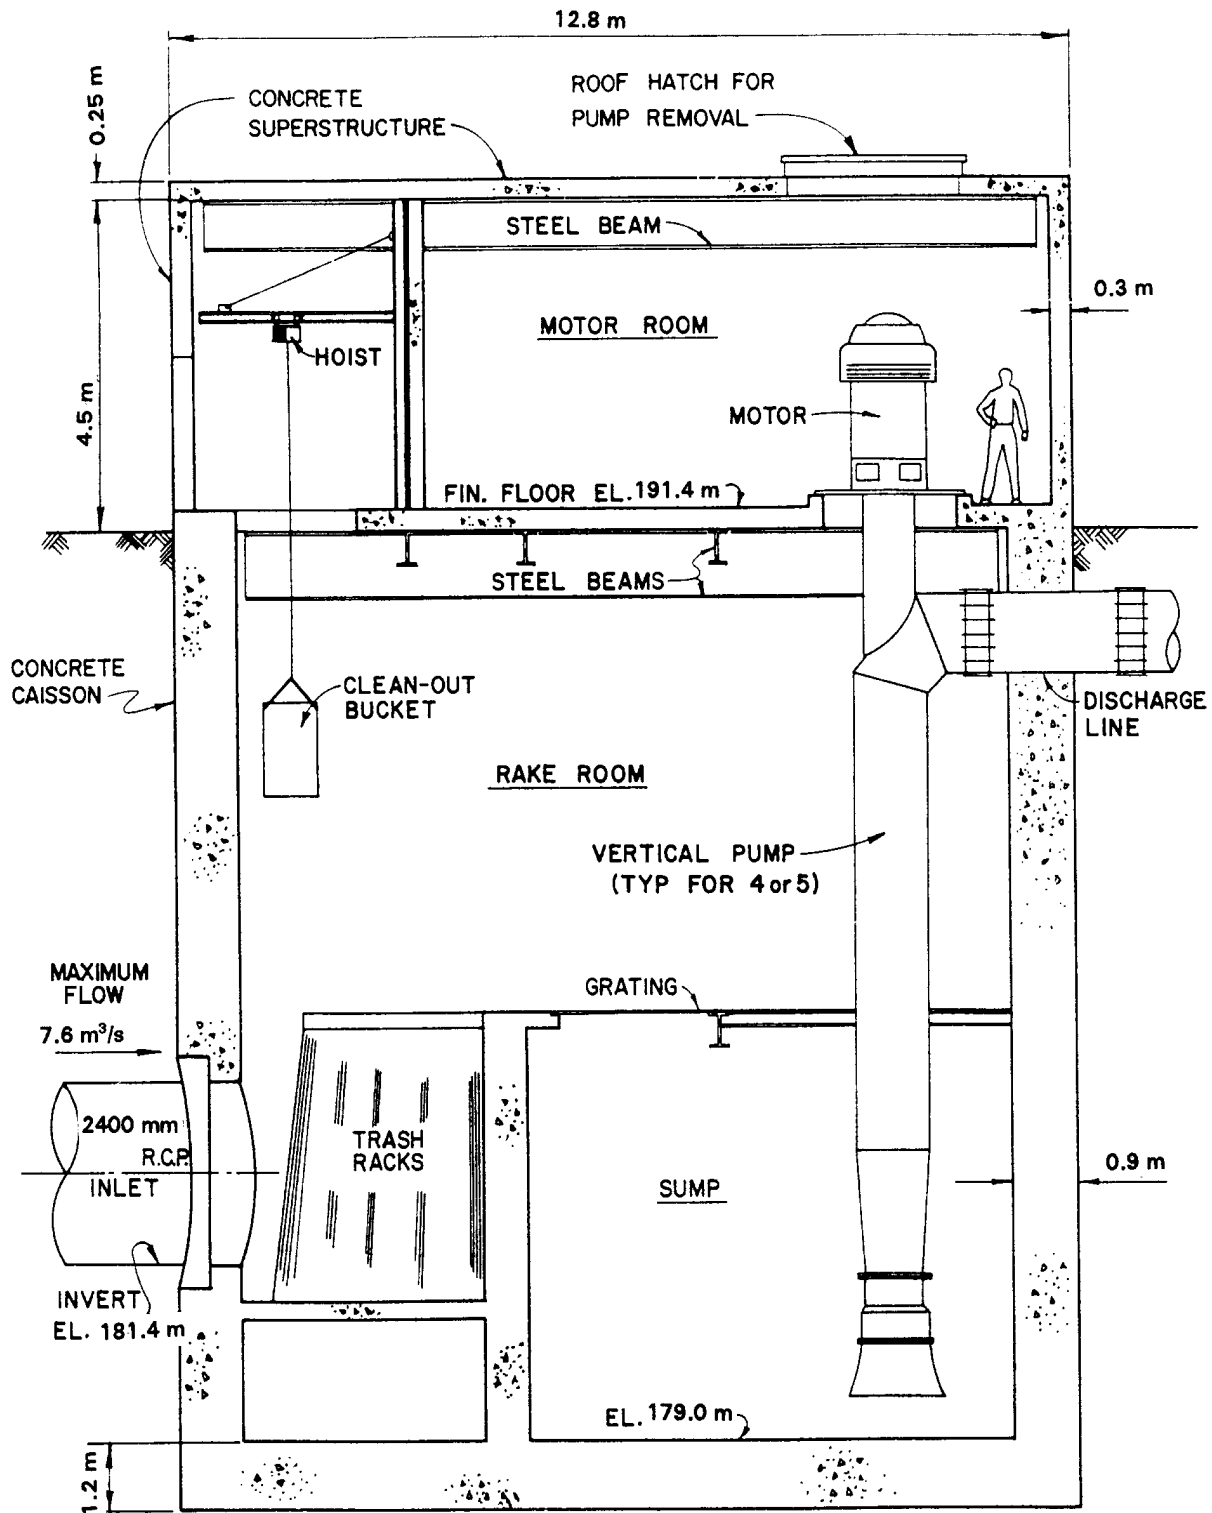 12.8 m
0.25 m
CONCRETE
SUPERSTRUCTURE
ROOF HATCH FOR
PUMP REMOVAL
STEEL BEAM
0.3 m
MOTOR ROOM
HOIST
4.5 m
MOTOR
FIN. FLOOR EL. 191.4 m
STEEL BEAMS
CONCRETE
CAISSON
CLEAN-OUT
BUCKET
DISCHARGE
LINE
RAKE ROOM
VERTICAL PUMP
(TYP FOR 4 or 5)
MAXIMUM
FLOW
7.6 m³/s
GRATING
2400 mm
R.C.P.
INLET
TRASH
RACKS
SUMP
0.9 m
INVERT
EL. 181.4 m
EL. 179.0 m
1.2 m